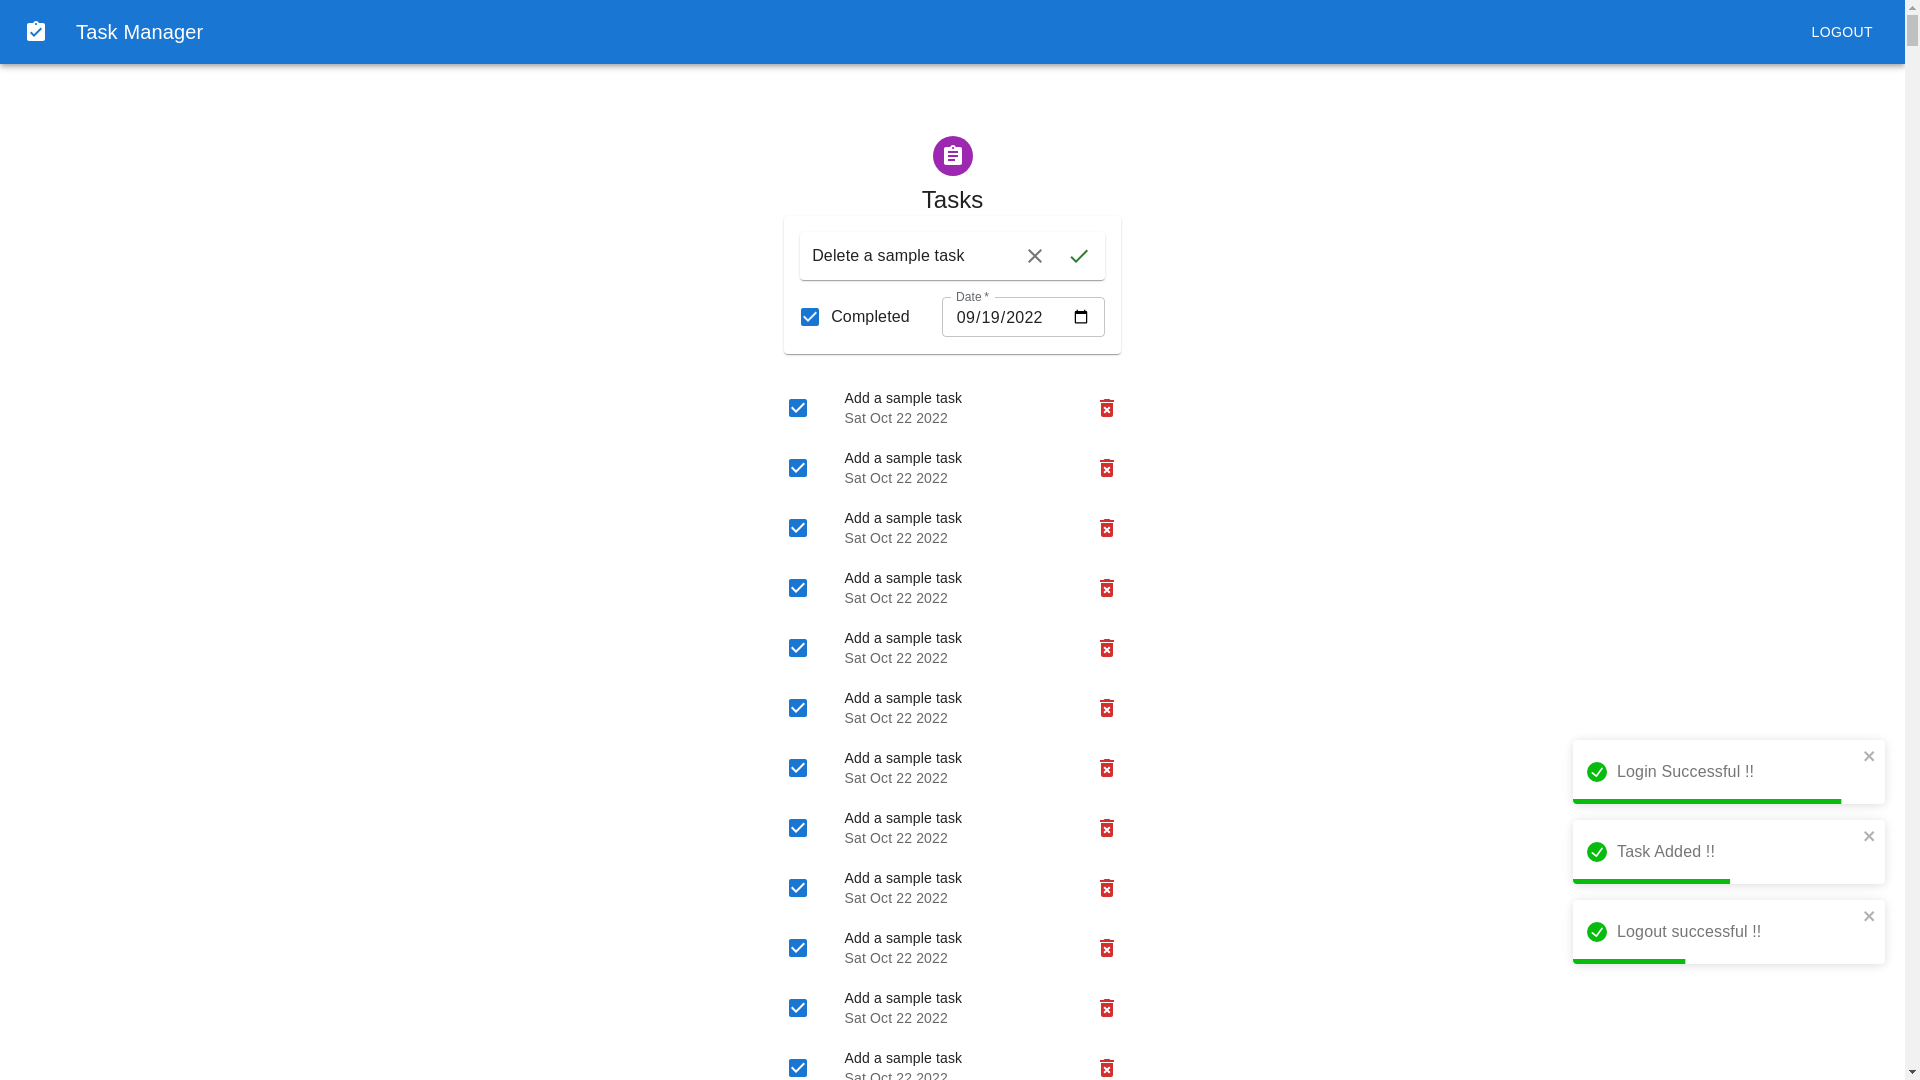 Task Manager
LOGOUT
Tasks
Delete a sample task
Date *
Completed
09/19/2022
Add a sample task
Sat Oct 22 2022
Add a sample task
Sat Oct 22 2022
Add a sample task
Sat Oct 22 2022
Add a sample task
Sat Oct 22 2022
Add a sample task
Sat Oct 22 2022
Add a sample task
Sat Oct 22 2022
Add a sample task
Sat Oct 22 2022
Add a sample task
Sat Oct 22 2022
Add a sample task
Sat Oct 22 2022
Add a sample task
Sat Oct 22 2022
Add a sample task
Sat Oct 22 2022
Add a sample task
Sat Oct 22 2022
Login Successful !!
Task Added !!
Logout successful !!